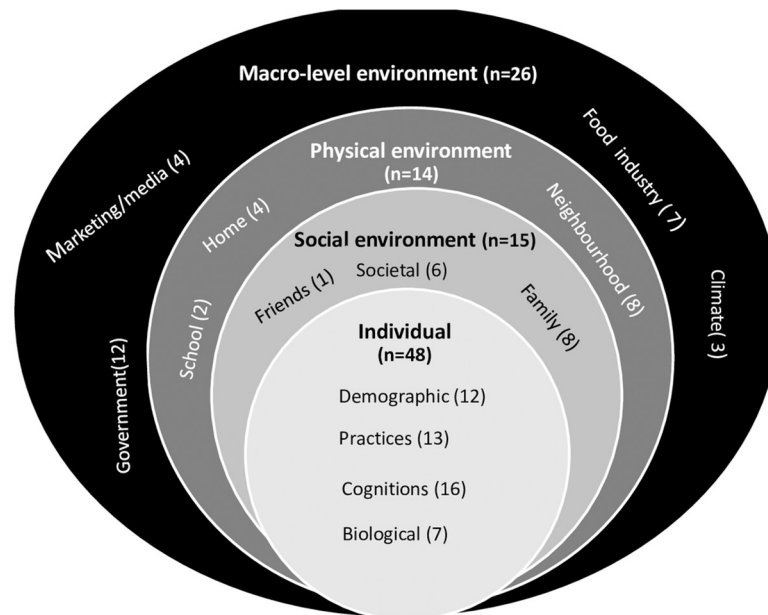 Macro-level environment (n=26)
Marketing/media (4)
Government(12)
Food industry ( 7)
Climate( 3)
Physical environment
(n=14)
Home (4)
School (2)
Neighbourhood (8)
Social environment (n=15)
Friends (1)
Societal (6)
Family (8)
Individual
(n=48)
Demographic (12)
Practices (13)
Cognitions (16)
Biological (7)